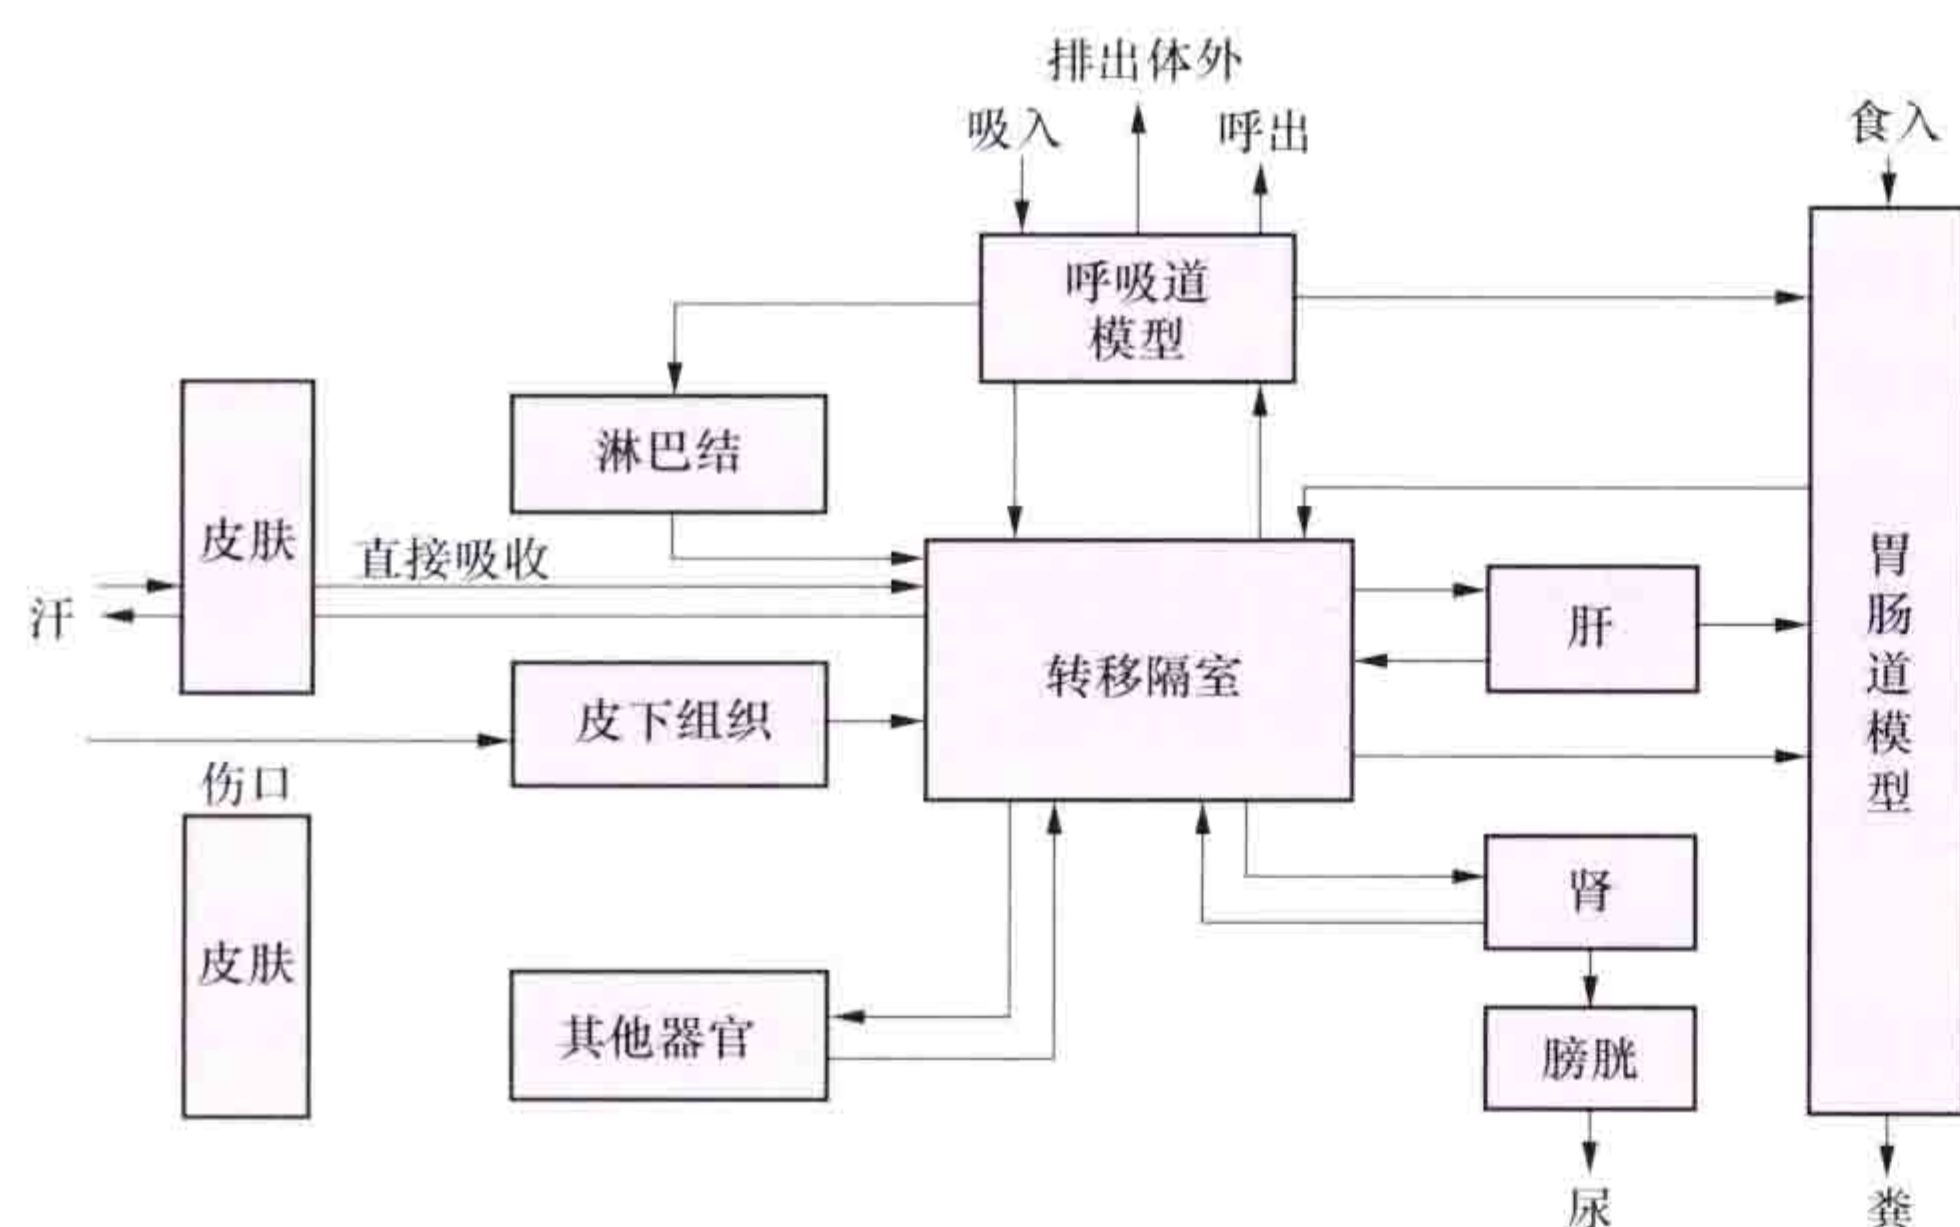 排出体外
吸入
呼出
食入
呼吸道
模型
淋巴结
皮肤
直接吸收
汗
转移隔室
肝
胃肠道模型
皮下组织
伤口
皮肤
肾
其他器官
膀胱
尿
粪